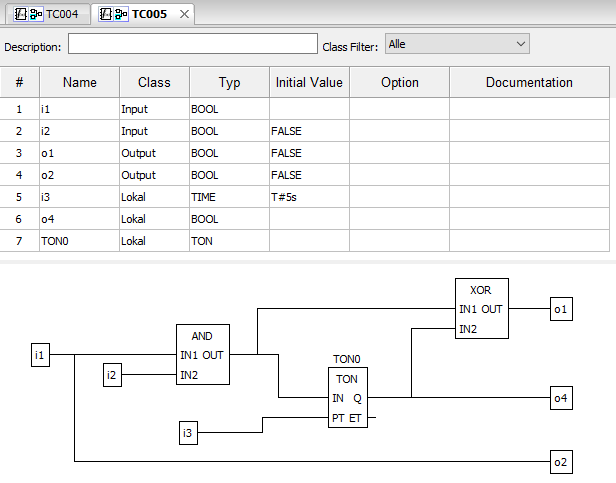 TC004 TC005
Description: Class Filter: Alle
# Name Class Typ Initial Value Option Documentation
1 i1 Input BOOL
2 i2 Input BOOL FALSE
3 o1 Output BOOL FALSE
4 o2 Output BOOL FALSE
5 i3 Lokal TIME T#5s
6 o4 Lokal BOOL
7 TON0 Lokal TON
XOR
IN1 OUT
IN2
o1
AND
IN1 OUT
IN2
i1
i2
TON0
TON
IN Q
PT ET
i3
o4
o2